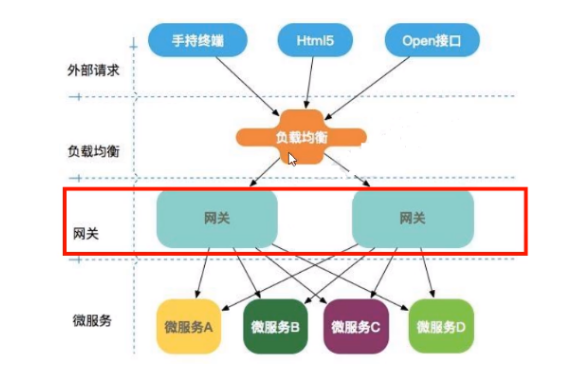 手持终端
Html5
Open接口
外部请求
负载均衡
负载均衡
网关
网关
网关
微服务
微服务A
微服务B
微服务C
微服务D